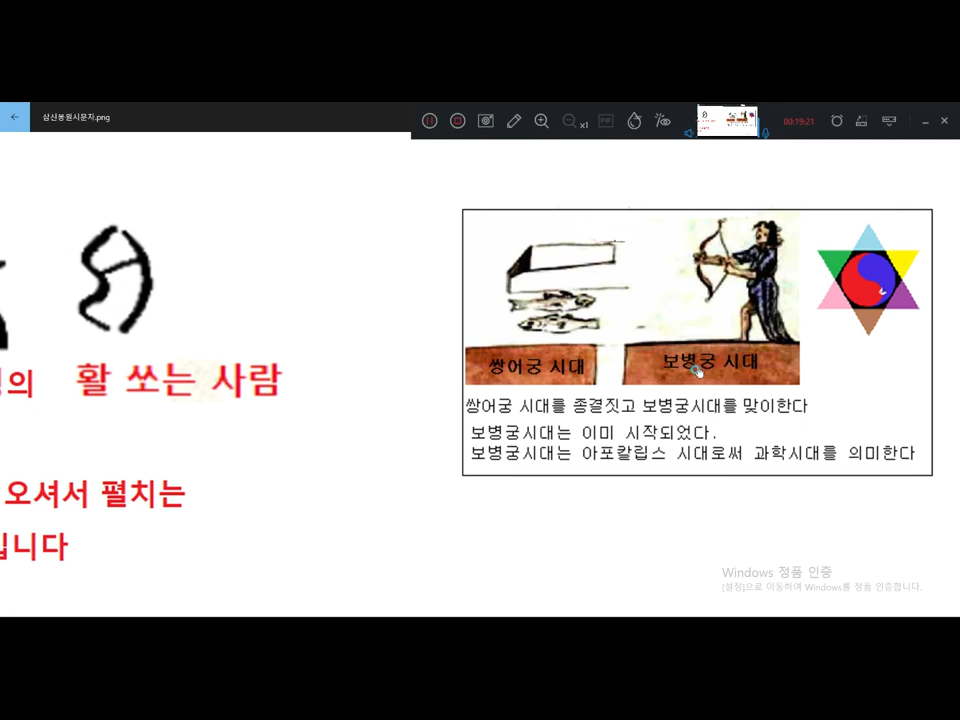 삼신봉원시문자.png
x1
PIP
00:19:21
의 활 쏘는 사람
오셔서 펼치는
입니다
쌍어궁 시대
보병궁 시대
쌍어궁 시대를 종결짓고 보병궁시대를 맞이한다
보병궁시대는 이미 시작되었다.
보병궁시대는 아포칼립스 시대로써 과학시대를 의미한다
Windows 정품 인증
[설정]으로 이동하여 Windows를 정품 인증합니다.